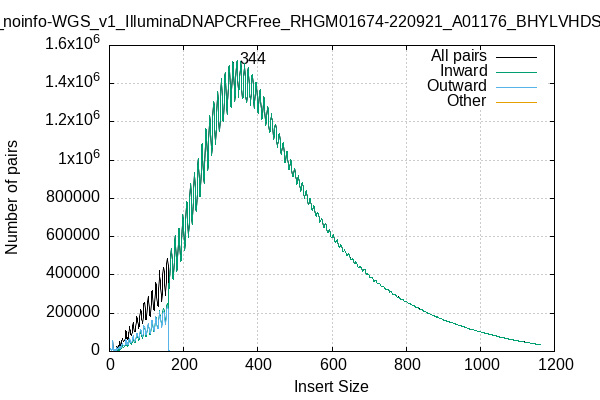 _noinfo-WGS_v1_IlluminaDNAPCRFree_RHGM01674-220921_A01176_BHYLVHDS
344
All pairs
Inward
Outward
Other
Number of pairs
1.6x10^6
1.4x10^6
1.2x10^6
1x10^6
800000
600000
400000
200000
0
0 200 400 600 800 1000 1200
Insert Size